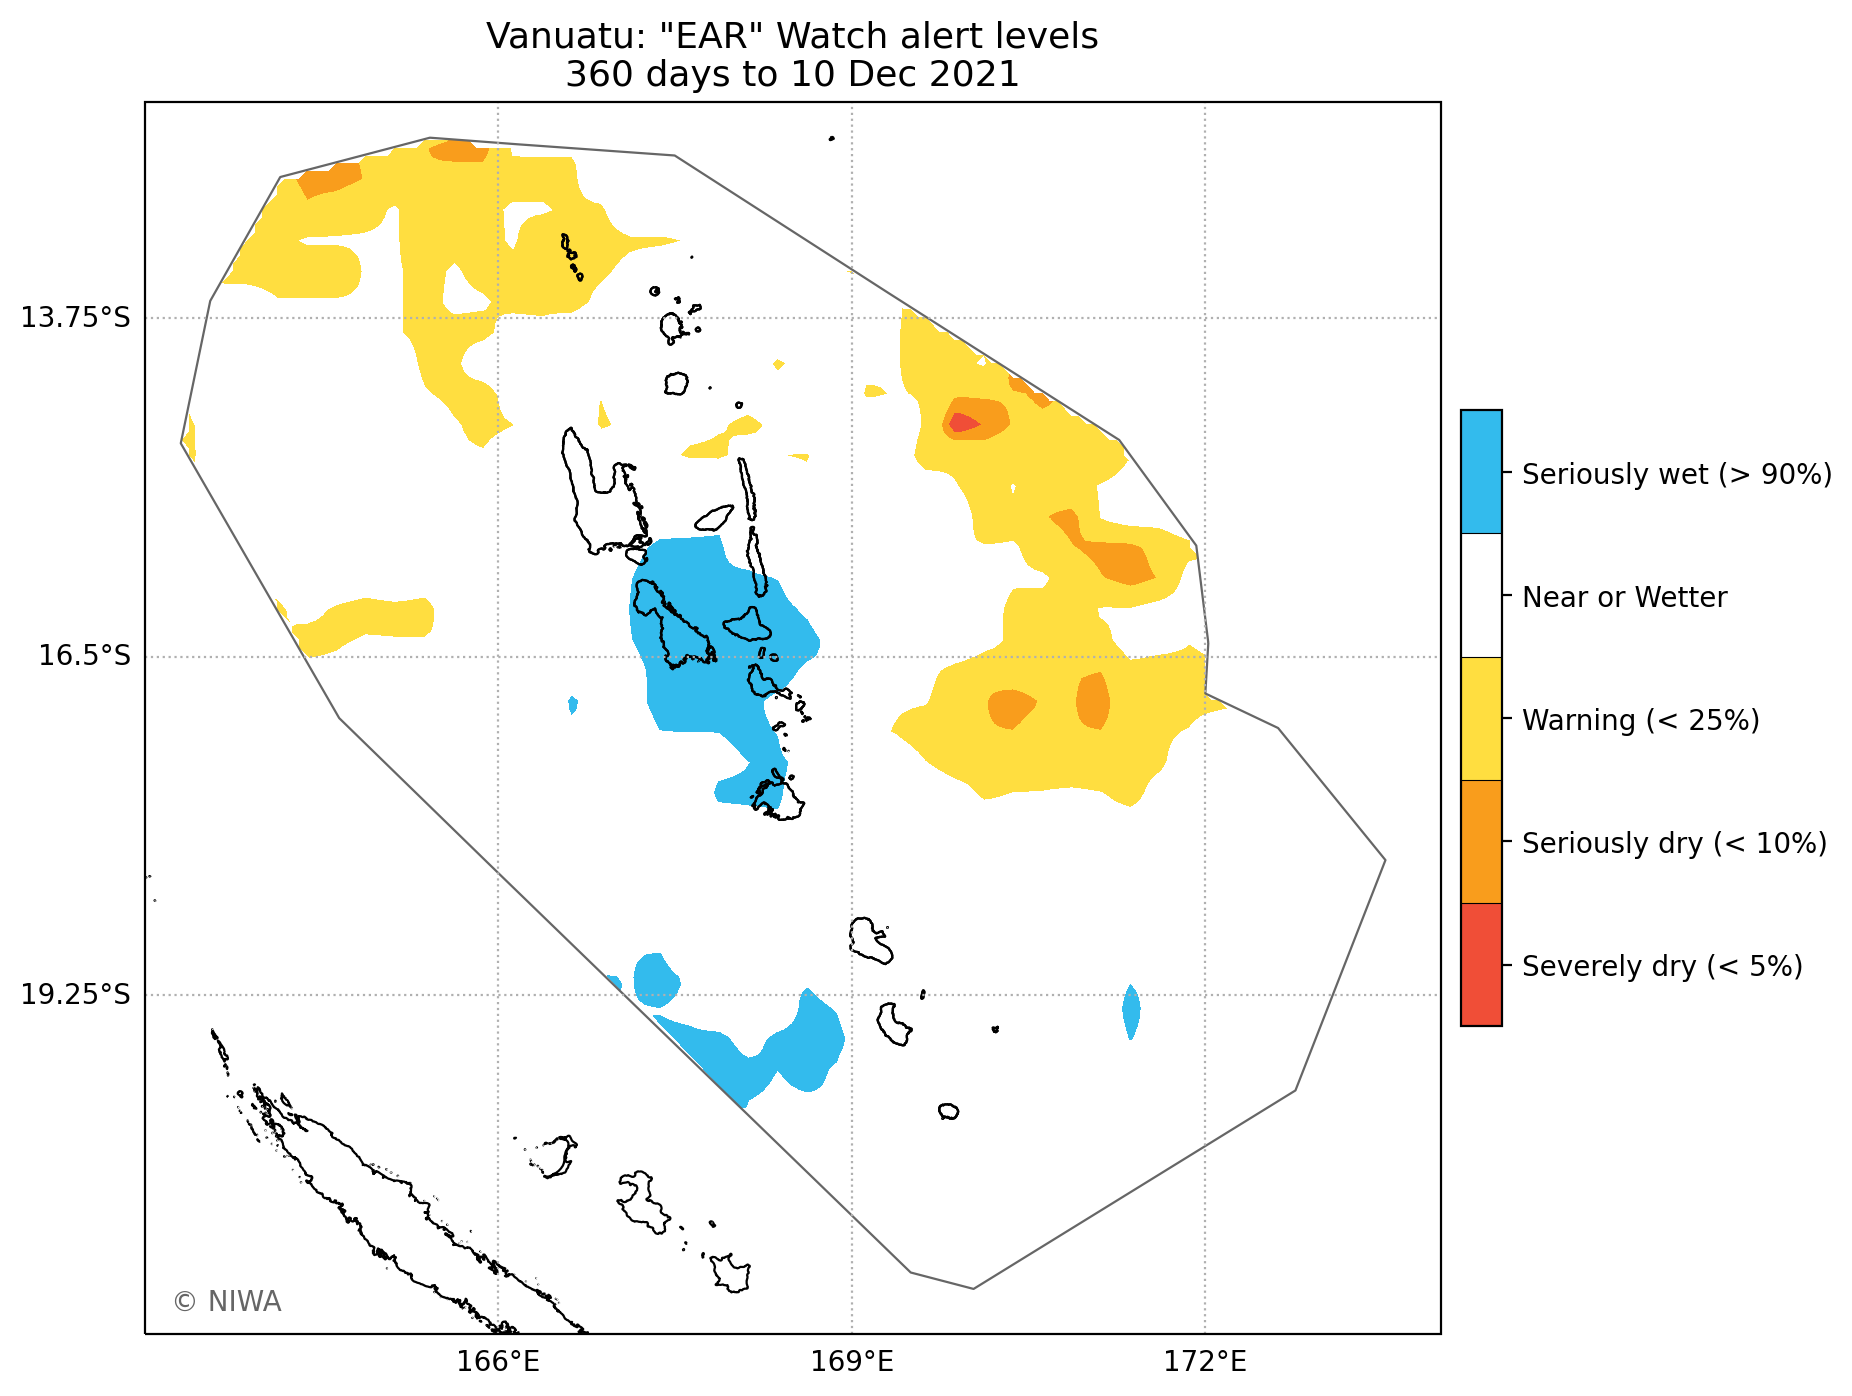 Vanuatu: "EAR" Watch alert levels
360 days to 10 Dec 2021
13.75°S
16.5°S
19.25°S
166°E
169°E
172°E
Seriously wet (> 90%)
Near or Wetter
Warning (< 25%)
Seriously dry (< 10%)
Severely dry (< 5%)
© NIWA